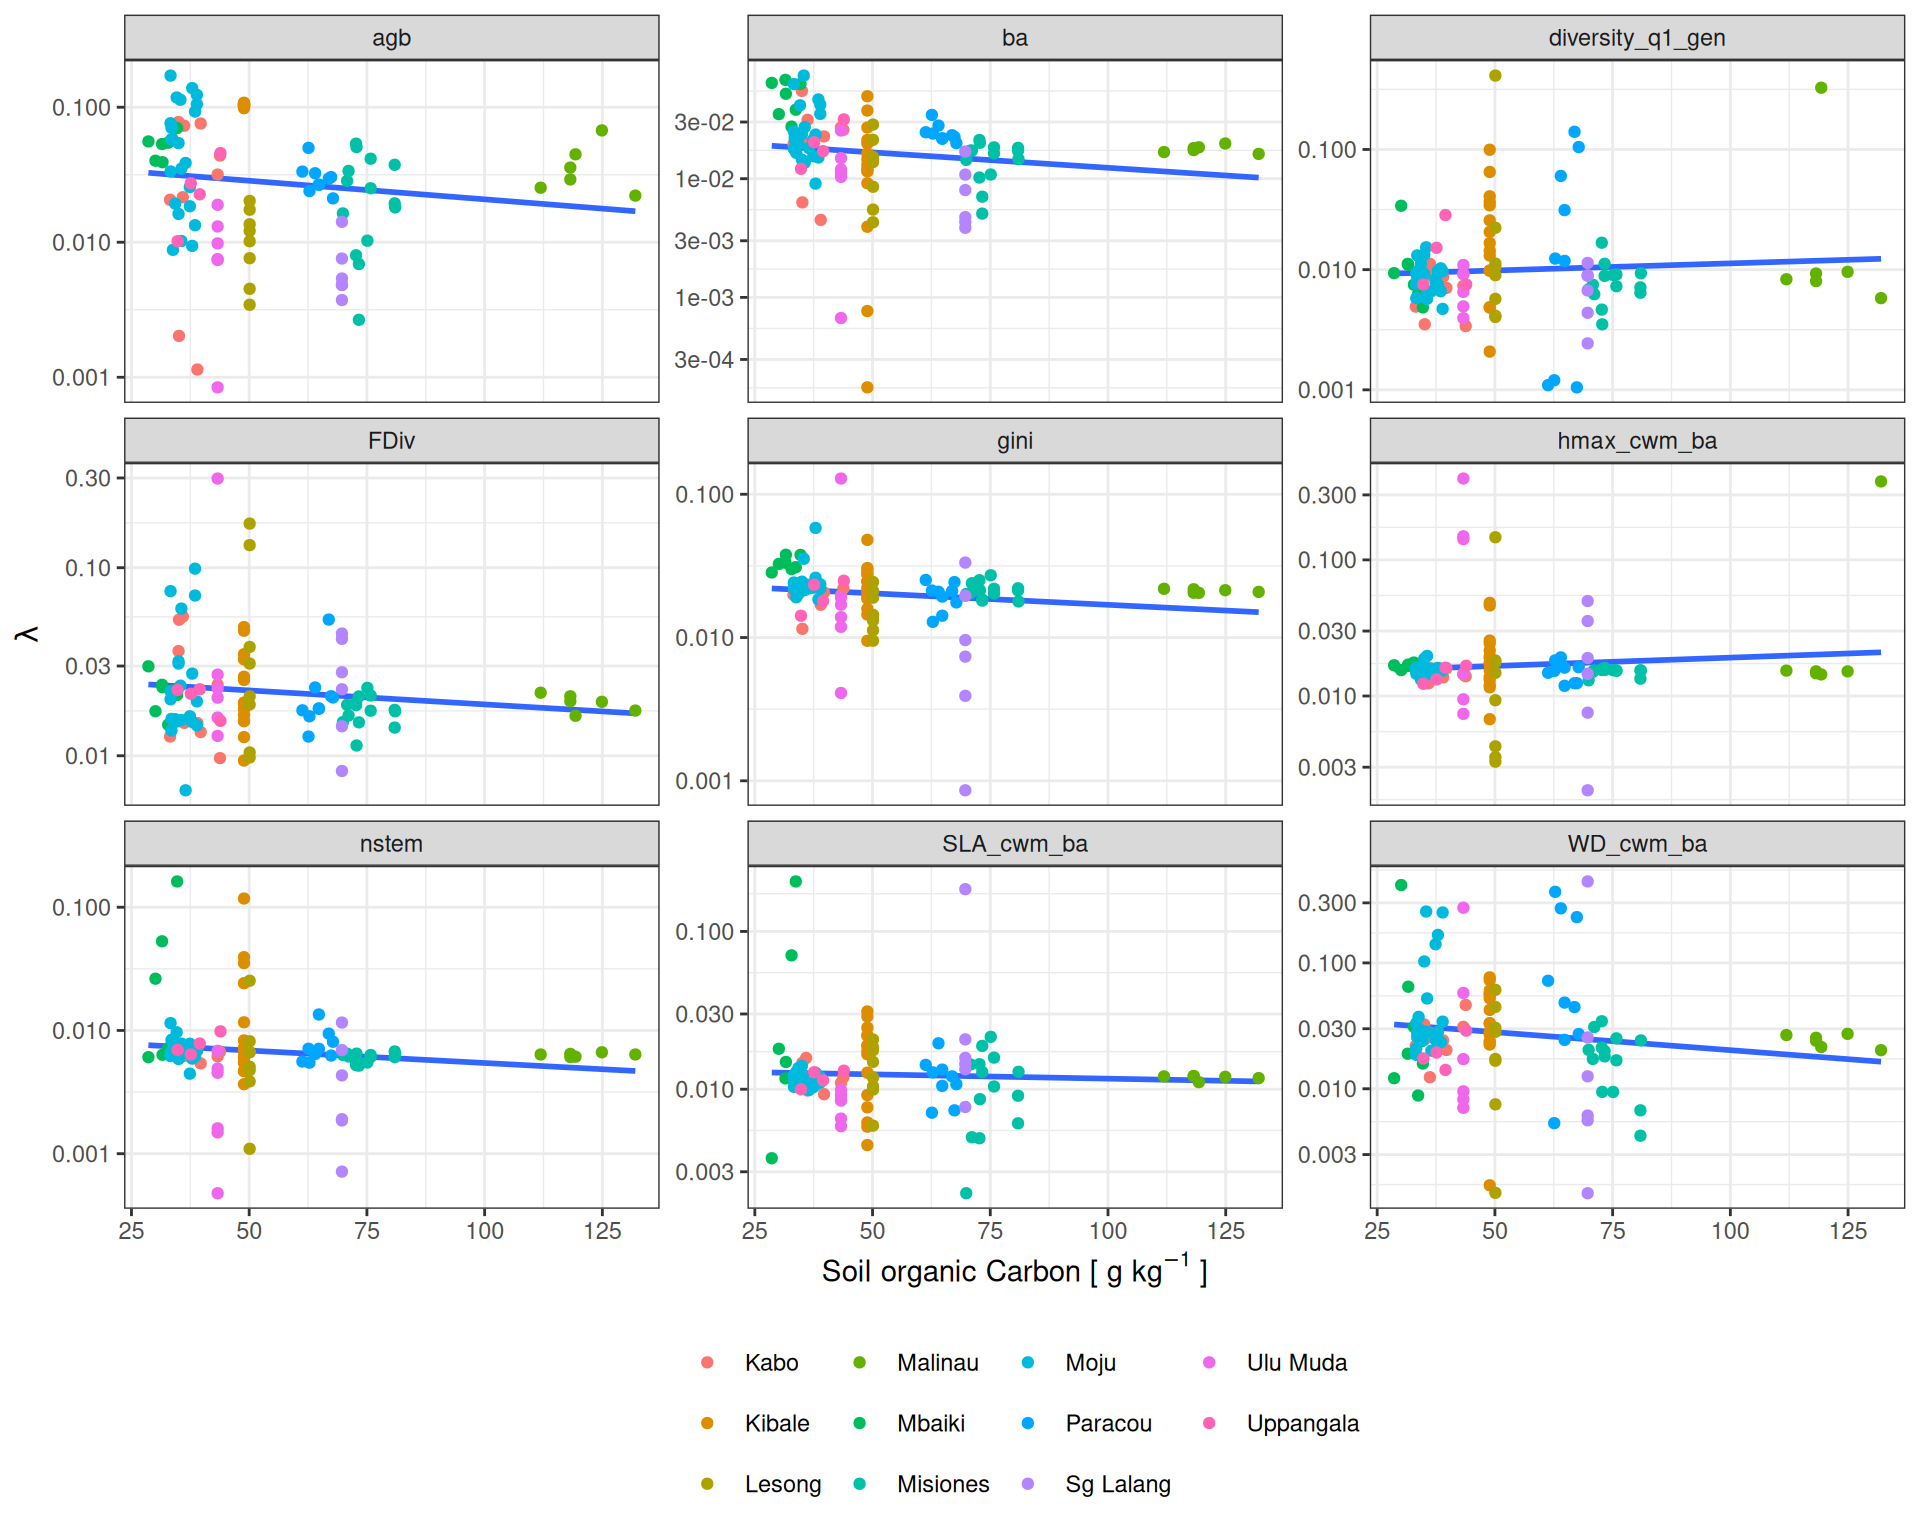 agb
ba
diversity_q1_gen
0.100
0.010
0.001
3e-02
1e-02
3e-03
1e-03
3e-04
0.100
0.010
0.001
FDiv
gini
hmax_cwm_ba
0.30
0.10
0.03
0.01
0.100
0.010
0.001
0.300
0.100
0.030
0.010
0.003
λ
nstem
SLA_cwm_ba
WD_cwm_ba
0.100
0.010
0.001
0.100
0.030
0.010
0.003
0.300
0.100
0.030
0.010
0.003
25 50 75 100 125
25 50 75 100 125
25 50 75 100 125
Soil organic Carbon [ g kg⁻¹ ]
Kabo Malinau Moju Ulu Muda
Kibale Mbaiki Paracou Uppangala
Lesong Misiones Sg Lalang